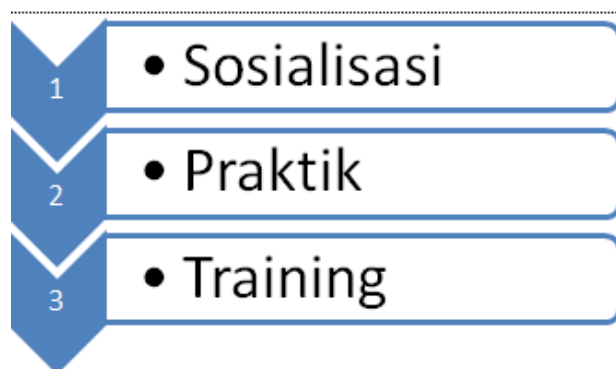 1
• Sosialisasi
2
• Praktik
3
• Training